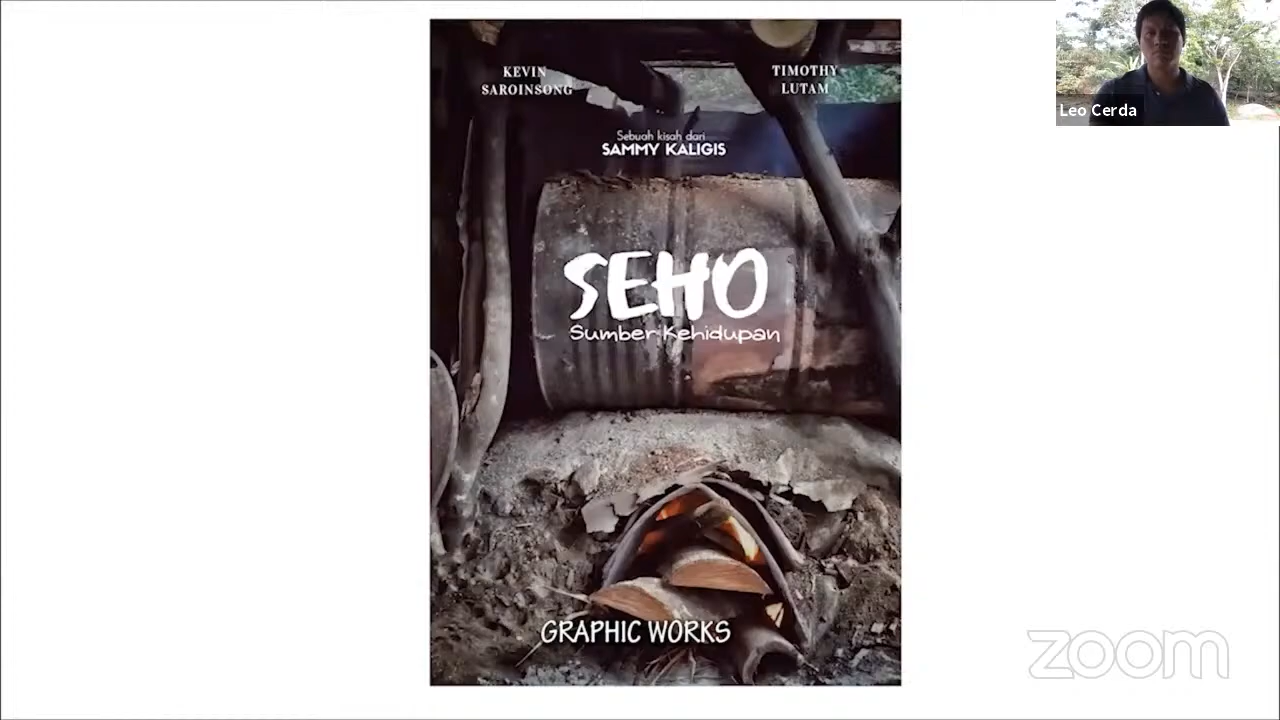 KEVIN
SAROINSONG
TIMOTHY
LUTAM
Sebuah kisah dari
SAMMY KALIGIS
SEHO
Sumber Kehidupan
GRAPHIC WORKS
Leo Cerda
zoom